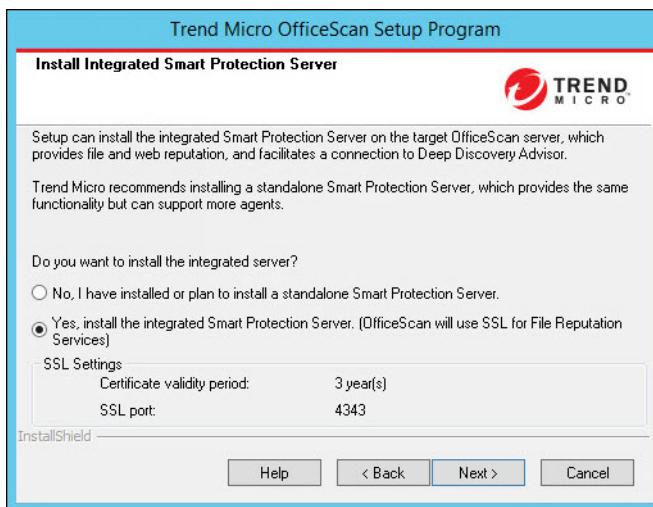 Trend Micro OfficeScan Setup Program
Install Integrated Smart Protection Server
TREND
MICRO
Setup can install the integrated Smart Protection Server on the target OfficeScan server, which
provides file and web reputation, and facilitates a connection to Deep Discovery Advisor.
Trend Micro recommends installing a standalone Smart Protection Server, which provides the same
functionality but can support more agents.
Do you want to install the integrated server?
No, I have installed or plan to install a standalone Smart Protection Server.
Yes, install the integrated Smart Protection Server. (OfficeScan will use SSL for File Reputation
Services)
SSL Settings
Certificate validity period: 3 year(s)
SSL port: 4343
InstallShield
Help < Back Next > Cancel